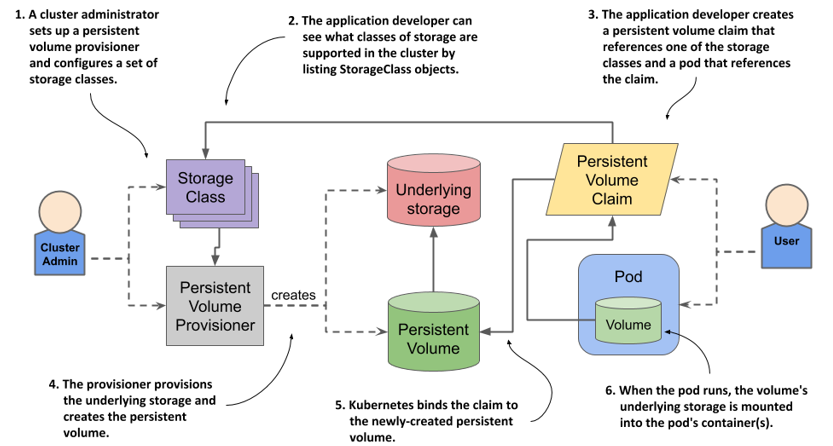 1. A cluster administrator
sets up a persistent
volume provisioner
and configures a set of
storage classes.
2. The application developer can
see what classes of storage are
supported in the cluster by
listing StorageClass objects.
3. The application developer creates
a persistent volume claim that
references one of the storage
classes and a pod that references
the claim.
Storage
Class
Underlying
storage
Persistent
Volume
Claim
Cluster
Admin
User
Persistent
Volume
Provisioner
creates
Persistent
Volume
Pod
Volume
4. The provisioner provisions
the underlying storage and
creates the persistent
volume.
5. Kubernetes binds the claim to
the newly-created persistent
volume.
6. When the pod runs, the volume's
underlying storage is mounted
into the pod's container(s).